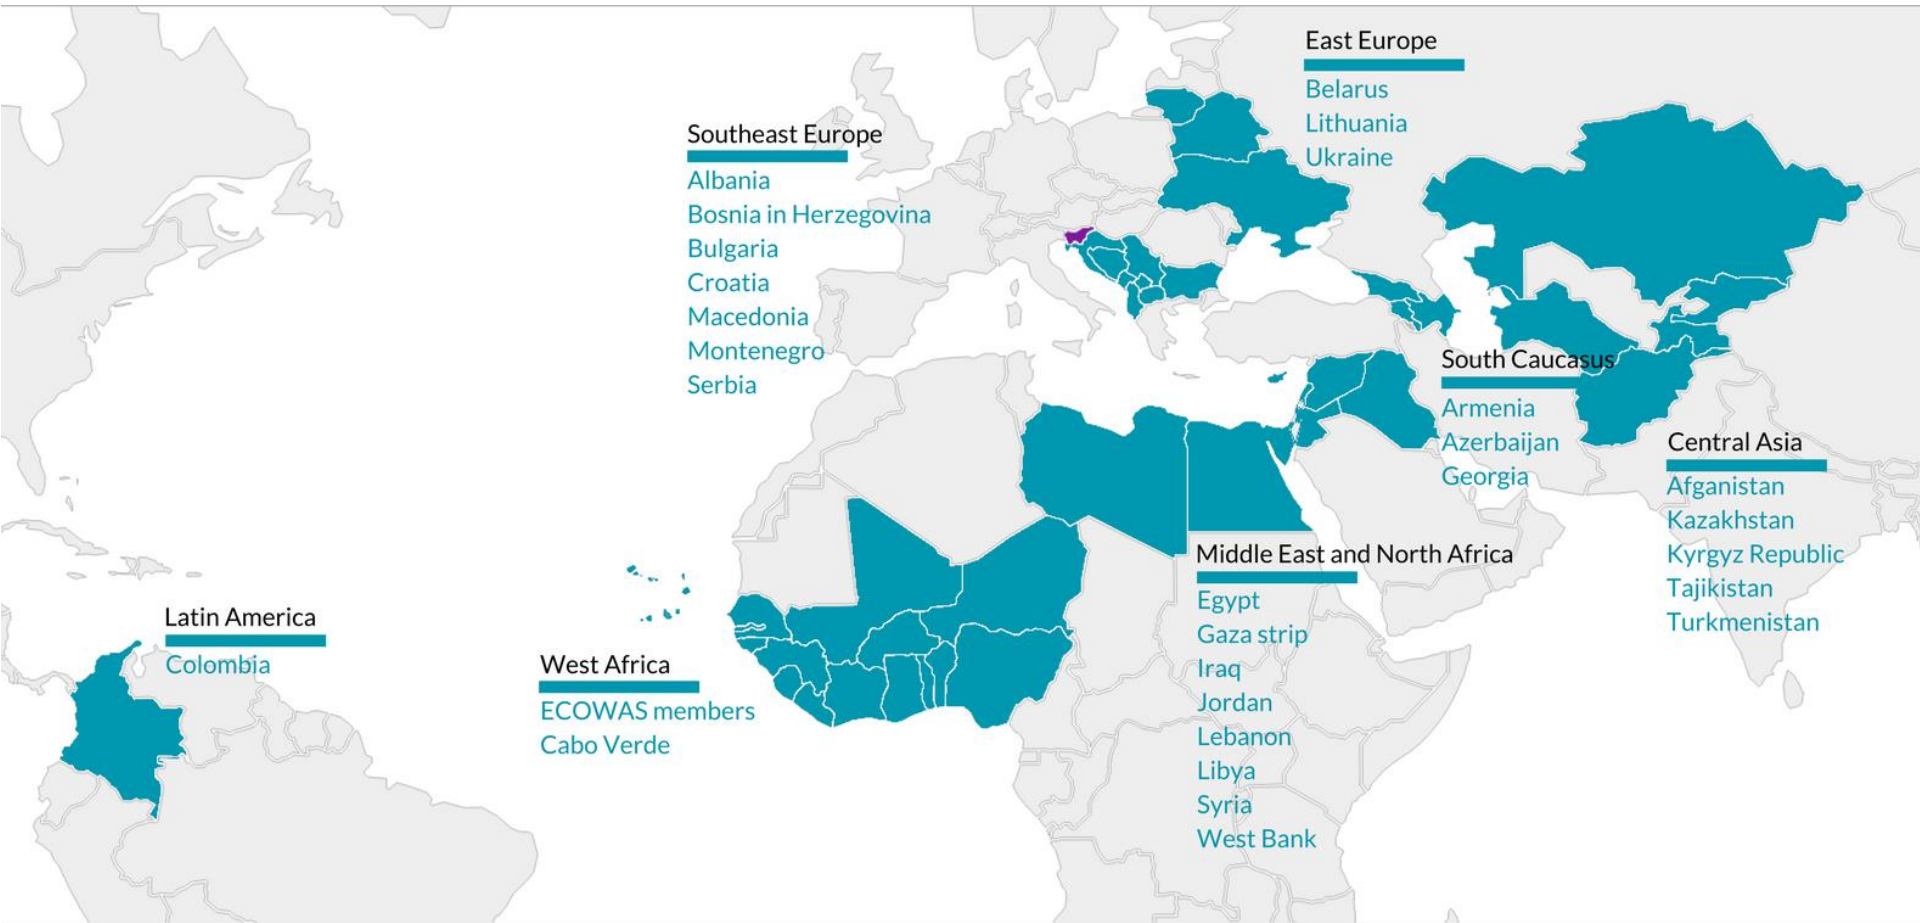 East Europe
Belarus
Lithuania
Ukraine
Southeast Europe
Albania
Bosnia in Herzegovina
Bulgaria
Croatia
Macedonia
Montenegro
Serbia
South Caucasus
Armenia
Azerbaijan
Georgia
Central Asia
Afganistan
Kazakhstan
Kyrgyz Republic
Tajikistan
Turkmenistan
Middle East and North Africa
Egypt
Gaza strip
Iraq
Jordan
Lebanon
Libya
Syria
West Bank
Latin America
Colombia
West Africa
ECOWAS members
Cabo Verde